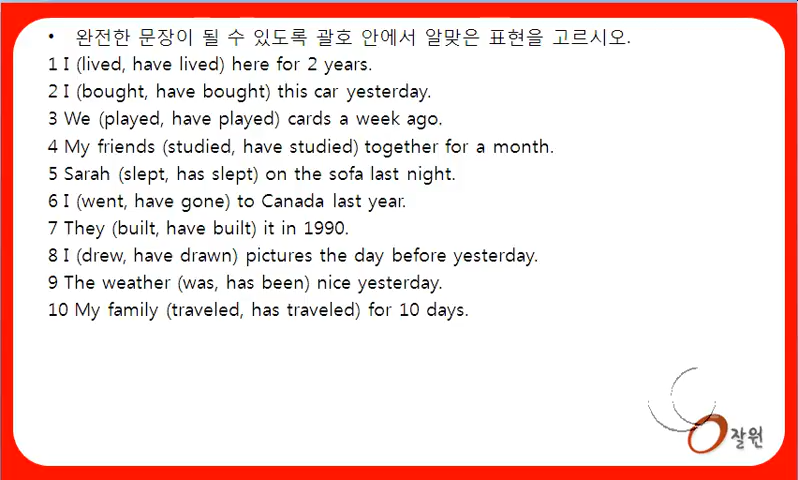 • 완전한 문장이 될 수 있도록 괄호 안에서 알맞은 표현을 고르시오.
1 I (lived, have lived) here for 2 years.
2 I (bought, have bought) this car yesterday.
3 We (played, have played) cards a week ago.
4 My friends (studied, have studied) together for a month.
5 Sarah (slept, has slept) on the sofa last night.
6 I (went, have gone) to Canada last year.
7 They (built, have built) it in 1990.
8 I (drew, have drawn) pictures the day before yesterday.
9 The weather (was, has been) nice yesterday.
10 My family (traveled, has traveled) for 10 days.
잘원